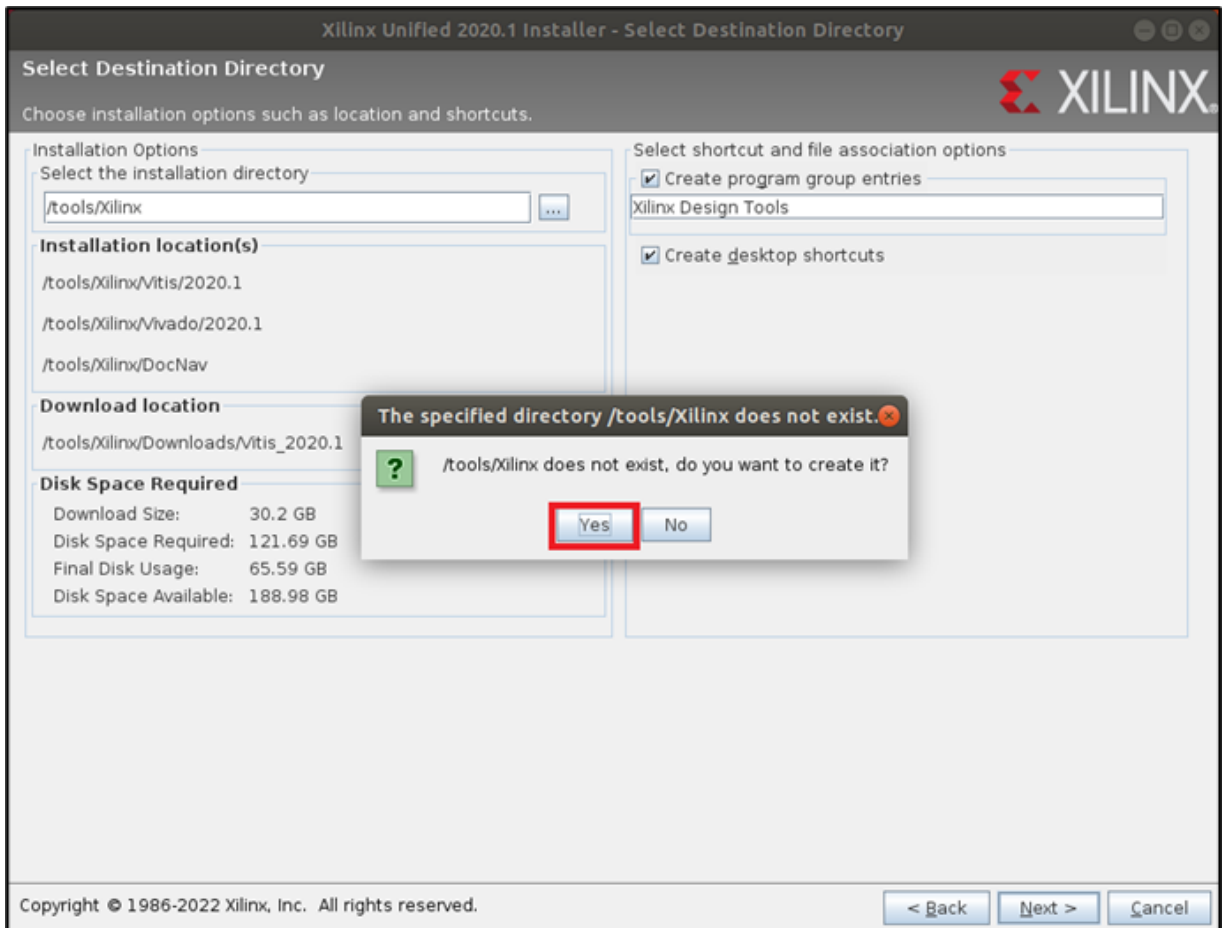 Xilinx Unified 2020.1 Installer - Select Destination Directory
Select Destination Directory
Choose installation options such as location and shortcuts.
XILINX.
Installation Options
Select the installation directory
/tools/Xilinx
...
Installation location(s)
/tools/Xilinx/Vitis/2020.1
/tools/Xilinx/Vivado/2020.1
/tools/Xilinx/DocNav
Download location
/tools/Xilinx/Downloads/Vitis_2020.1
Disk Space Required
Download Size: 30.2 GB
Disk Space Required: 121.69 GB
Final Disk Usage: 65.59 GB
Disk Space Available: 188.98 GB
Select shortcut and file association options
Create program group entries
Xilinx Design Tools
Create desktop shortcuts
The specified directory /tools/Xilinx does not exist.
? /tools/Xilinx does not exist, do you want to create it?
Yes No
Copyright © 1986-2022 Xilinx, Inc. All rights reserved.
< Back Next > Cancel